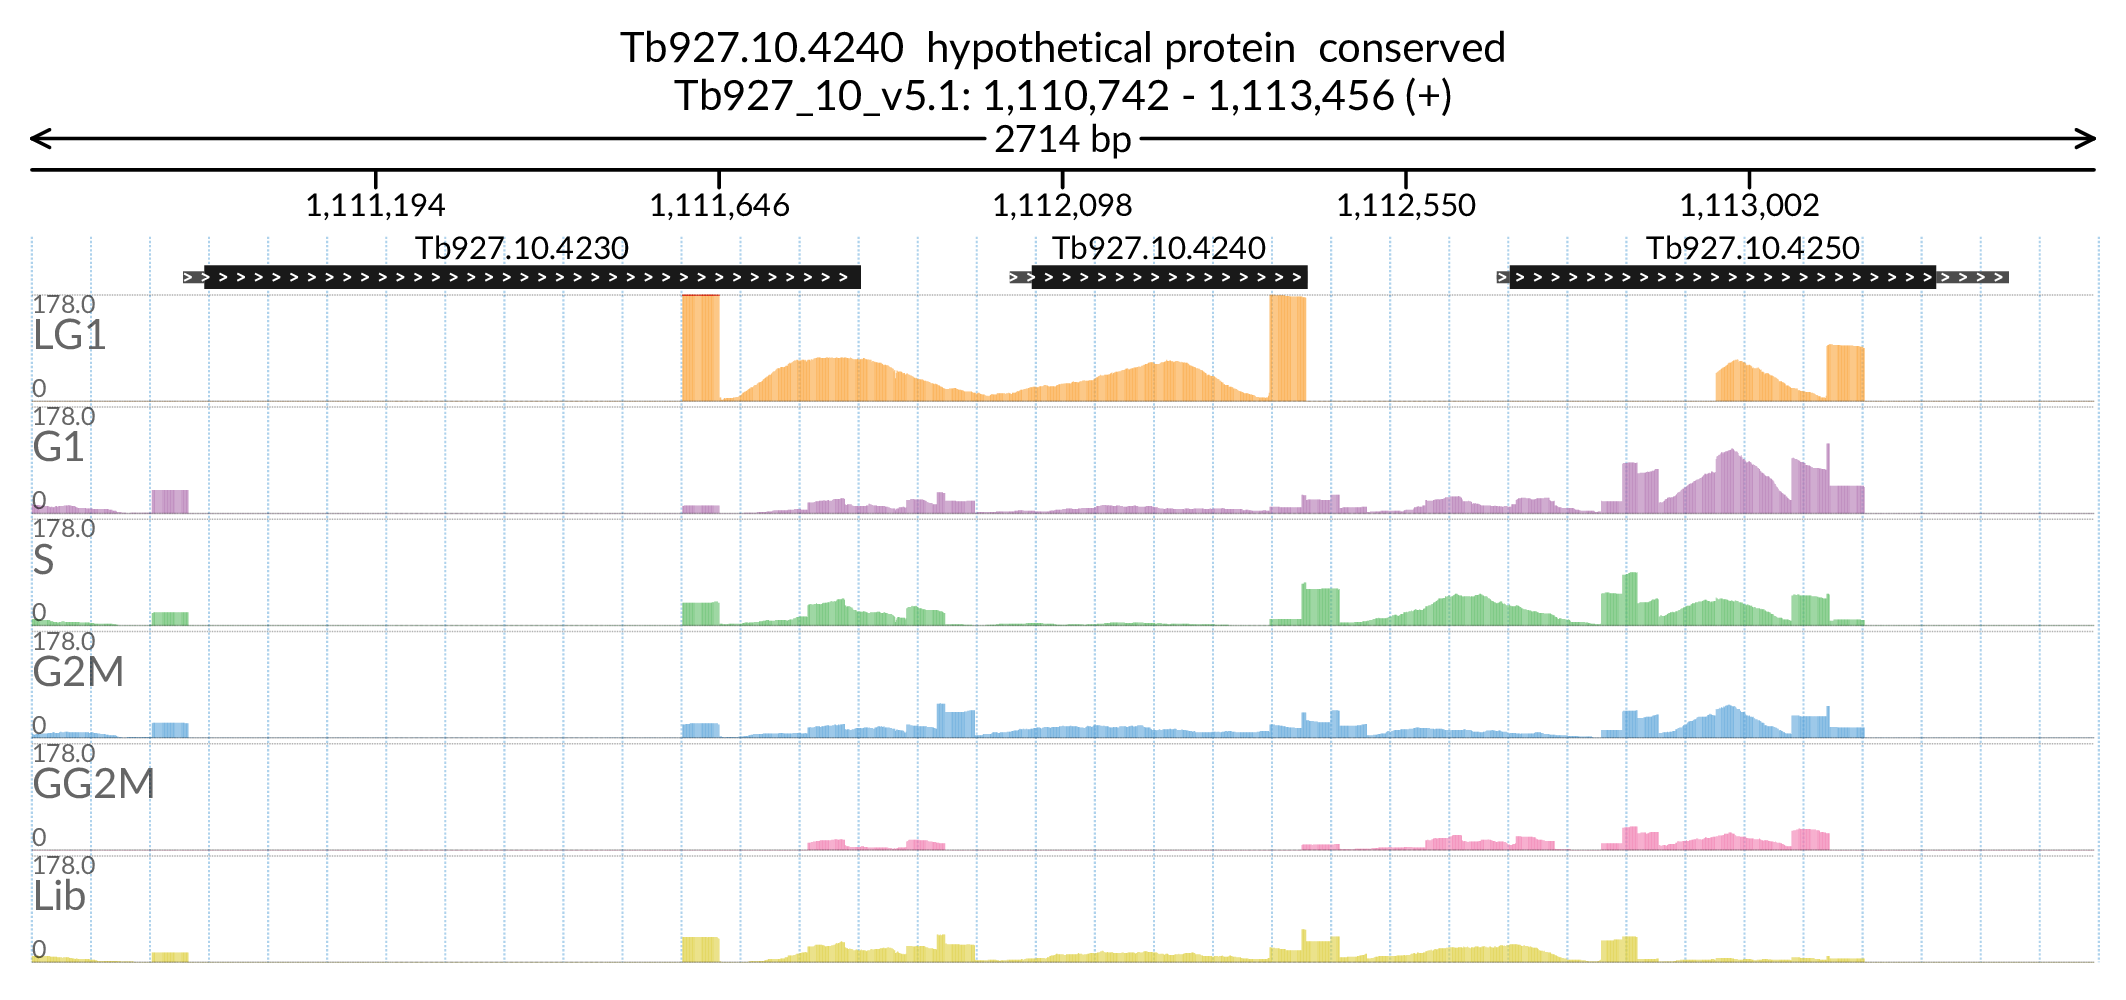 Tb927.10.4240  hypothetical protein  conserved
Tb927_10_v5.1: 1,110,742 - 1,113,456 (+)
2714 bp
1,111,194 1,111,646 1,112,098 1,112,550 1,113,002
Tb927.10.4230 Tb927.10.4240 Tb927.10.4250
178.0
LG1
0
178.0
G1
0
178.0
S
0
178.0
G2M
0
178.0
GG2M
0
178.0
Lib
0